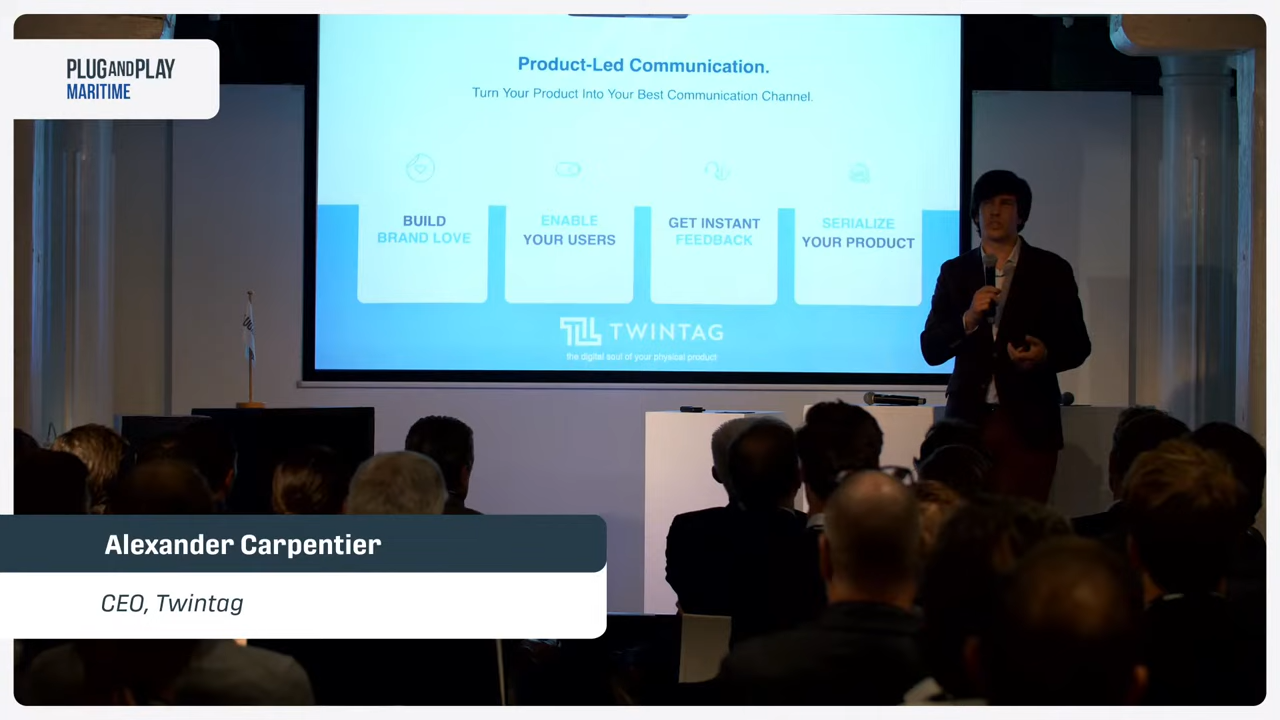 PLUG AND PLAY
MARITIME
Product-Led Communication.
Turn Your Product Into Your Best Communication Channel.
BUILD
BRAND LOVE
ENABLE
YOUR USERS
GET INSTANT
FEEDBACK
SERIALIZE
YOUR PRODUCT
TWINTAG
the digital soul of your physical product
Alexander Carpentier
CEO, Twintag